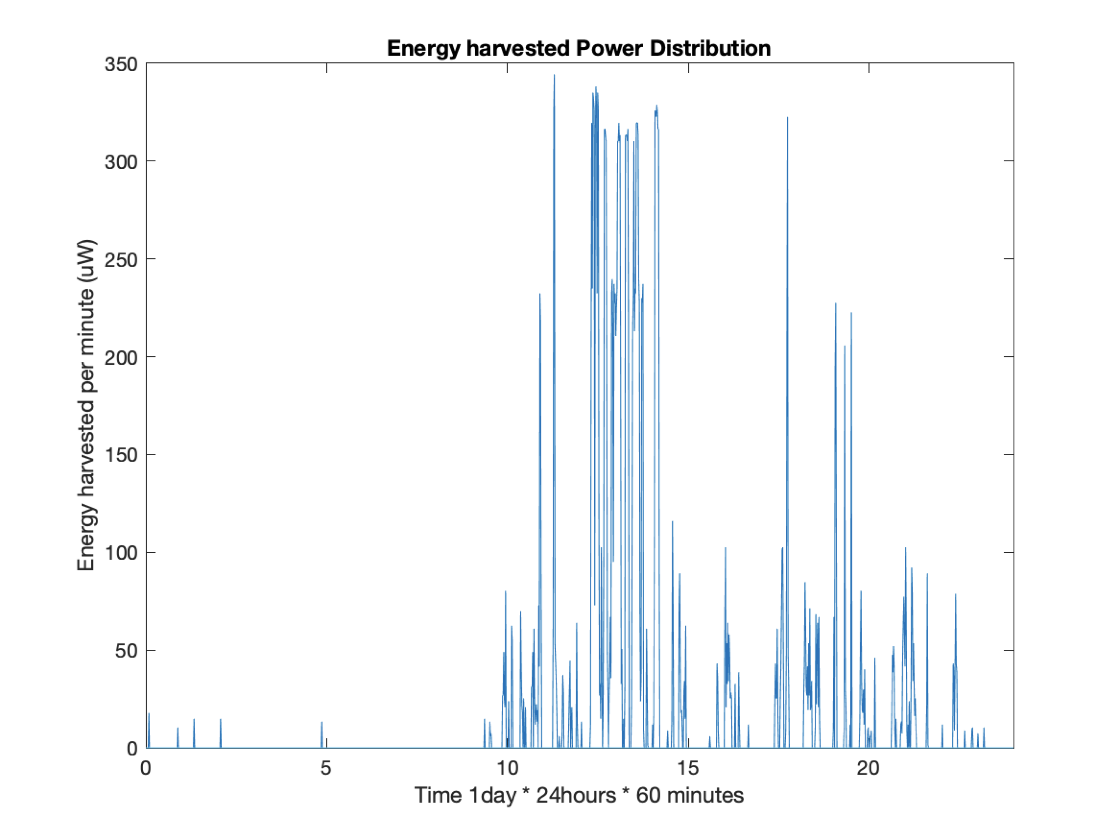 Energy harvested Power Distribution
Energy harvested per minute (uW)
350
300
250
200
150
100
50
0
0 5 10 15 20
Time 1day * 24hours * 60 minutes